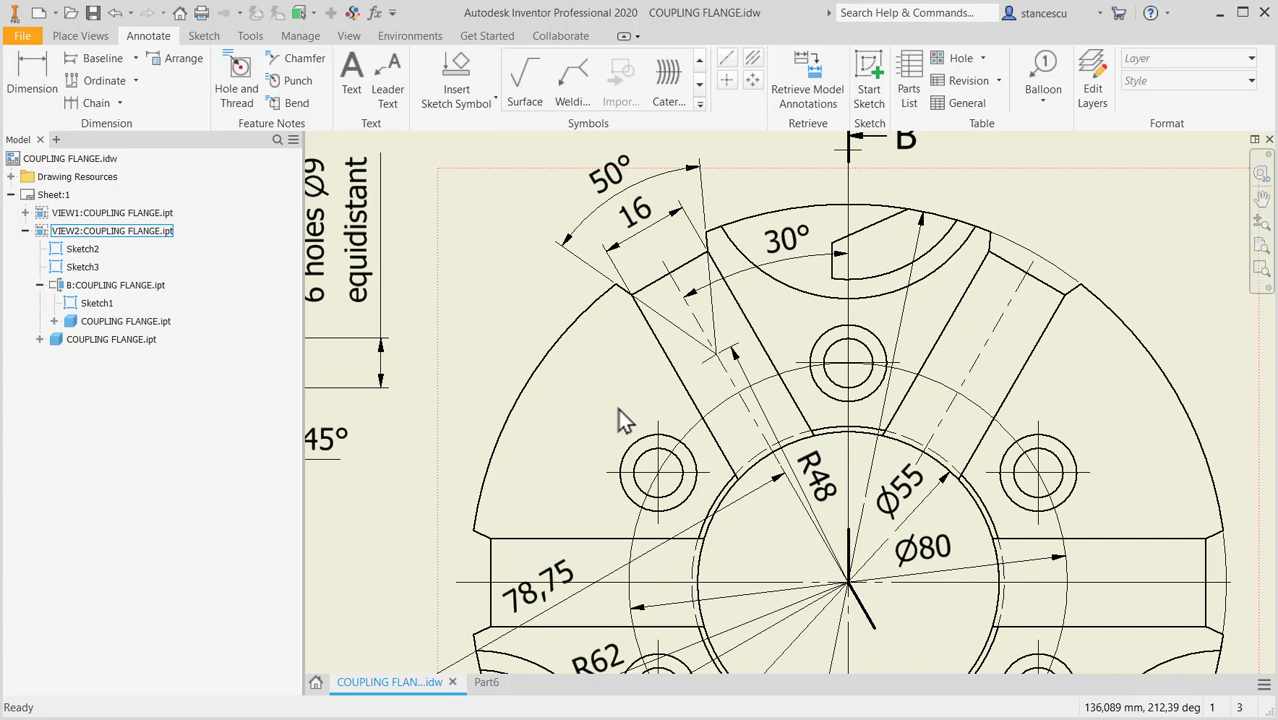 PRO
fx
Autodesk Inventor Professional 2020
COUPLING FLANGE.idw
Search Help & Commands...
stancescu
File
Place Views
Annotate
Sketch
Tools
Manage
View
Environments
Get Started
Collaborate
Dimension
Baseline
Ordinate
Chain
Arrange
Dimension
Hole and
Thread
Chamfer
Punch
Bend
Feature Notes
Text
Leader
Text
Text
Insert
Sketch Symbol
Surface
Weldi...
Impor...
Cater...
Symbols
Retrieve Model
Annotations
Retrieve
Start
Sketch
Sketch
Parts
List
Hole
Revision
General
Table
1
Balloon
Edit
Layers
Layer
Style
Format
Model
COUPLING FLANGE.idw
Drawing Resources
Sheet:1
VIEW1:COUPLING FLANGE.ipt
VIEW2:COUPLING FLANGE.ipt
Sketch2
Sketch3
B:COUPLING FLANGE.ipt
Sketch1
COUPLING FLANGE.ipt
COUPLING FLANGE.ipt
6 holes Ø9
equidistant
45°
50°
16
30°
B
R48
ϕ55
Ø80
78,75
R62
COUPLING FLAN...idw
Part6
Ready
136,089 mm, 212,39 deg
1
3